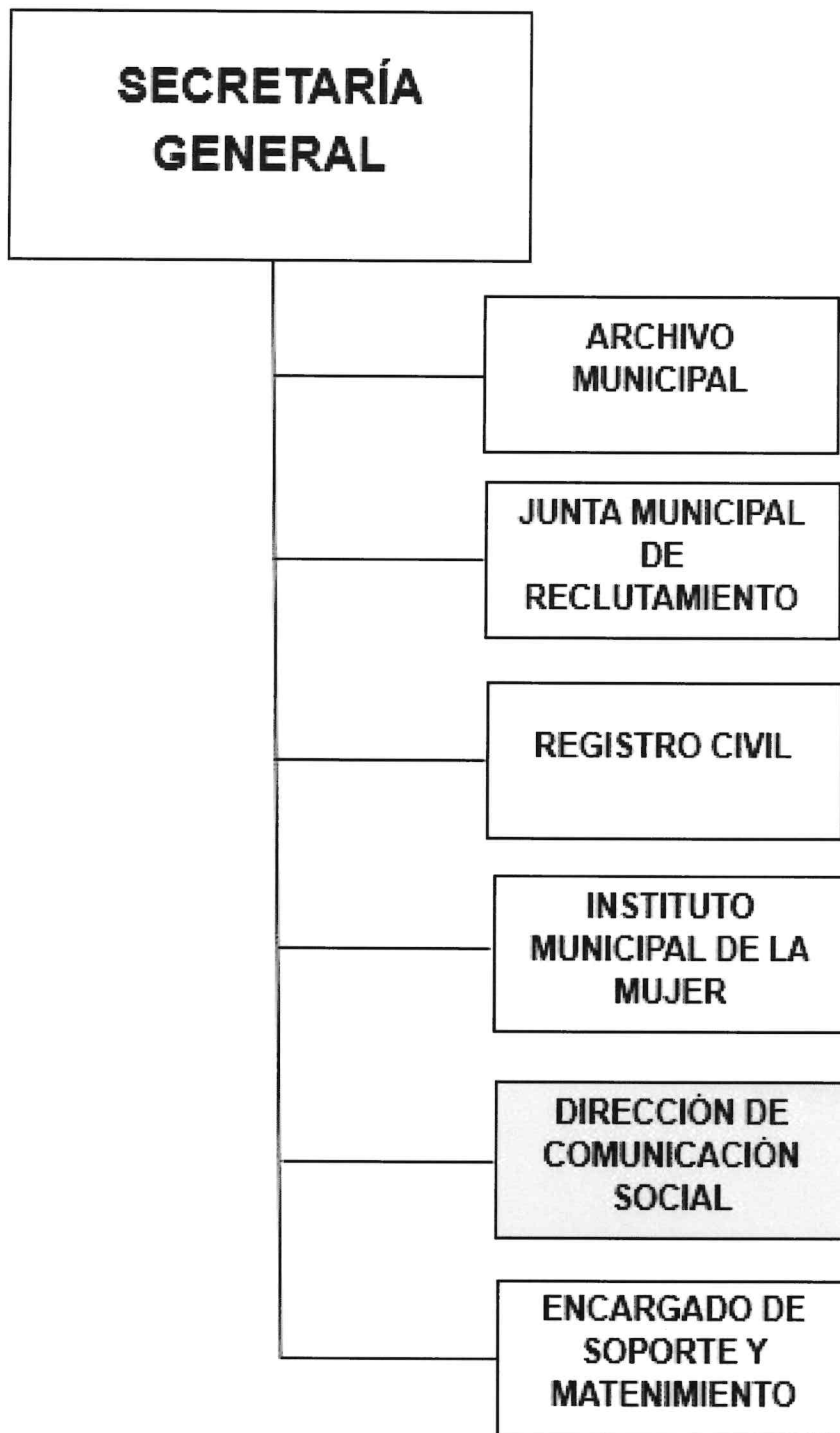 SECRETARÍA
GENERAL
ARCHIVO
MUNICIPAL
JUNTA MUNICIPAL
DE
RECLUTAMIENTO
REGISTRO CIVIL
INSTITUTO
MUNICIPAL DE LA
MUJER
DIRECCIÓN DE
COMUNICACIÓN
SOCIAL
ENCARGADO DE
SOPORTE Y
MATENIMIENTO